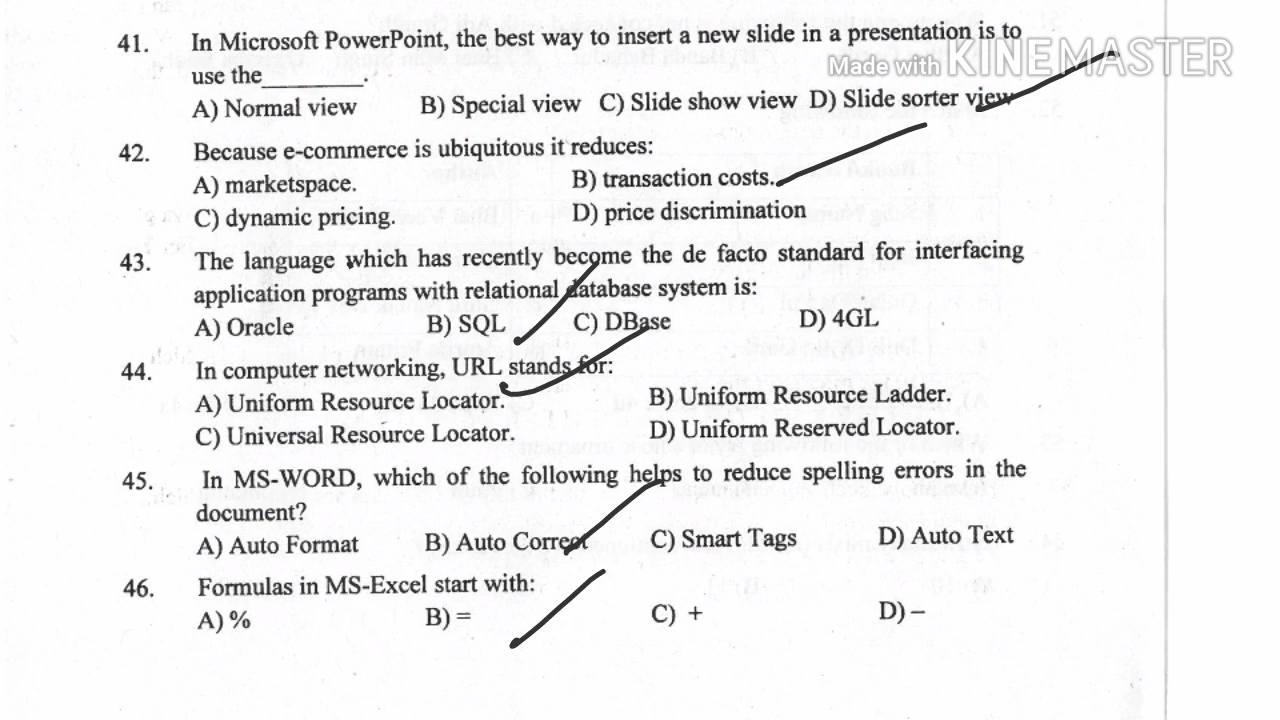 41. In Microsoft PowerPoint, the best way to insert a new slide in a presentation is to
Made with KINEMASTER
use the__________
A) Normal view B) Special view C) Slide show view D) Slide sorter view
42. Because e-commerce is ubiquitous it reduces:
A) marketspace. B) transaction costs.
C) dynamic pricing. D) price discrimination
43. The language which has recently become the de facto standard for interfacing
application programs with relational database system is:
A) Oracle B) SQL C) DBase D) 4GL
44. In computer networking, URL stands for:
A) Uniform Resource Locator. B) Uniform Resource Ladder.
C) Universal Resource Locator. D) Uniform Reserved Locator.
45. In MS-WORD, which of the following helps to reduce spelling errors in the
document?
A) Auto Format B) Auto Correct C) Smart Tags D) Auto Text
46. Formulas in MS-Excel start with:
A) % B) = C) + D) –